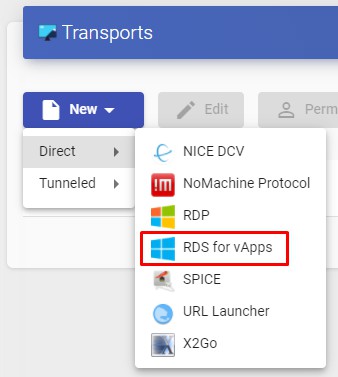 Transports
New
Edit
Perm
Direct
Tunneled
NICE DCV
NoMachine Protocol
RDP
RDS for vApps
SPICE
URL Launcher
X2Go